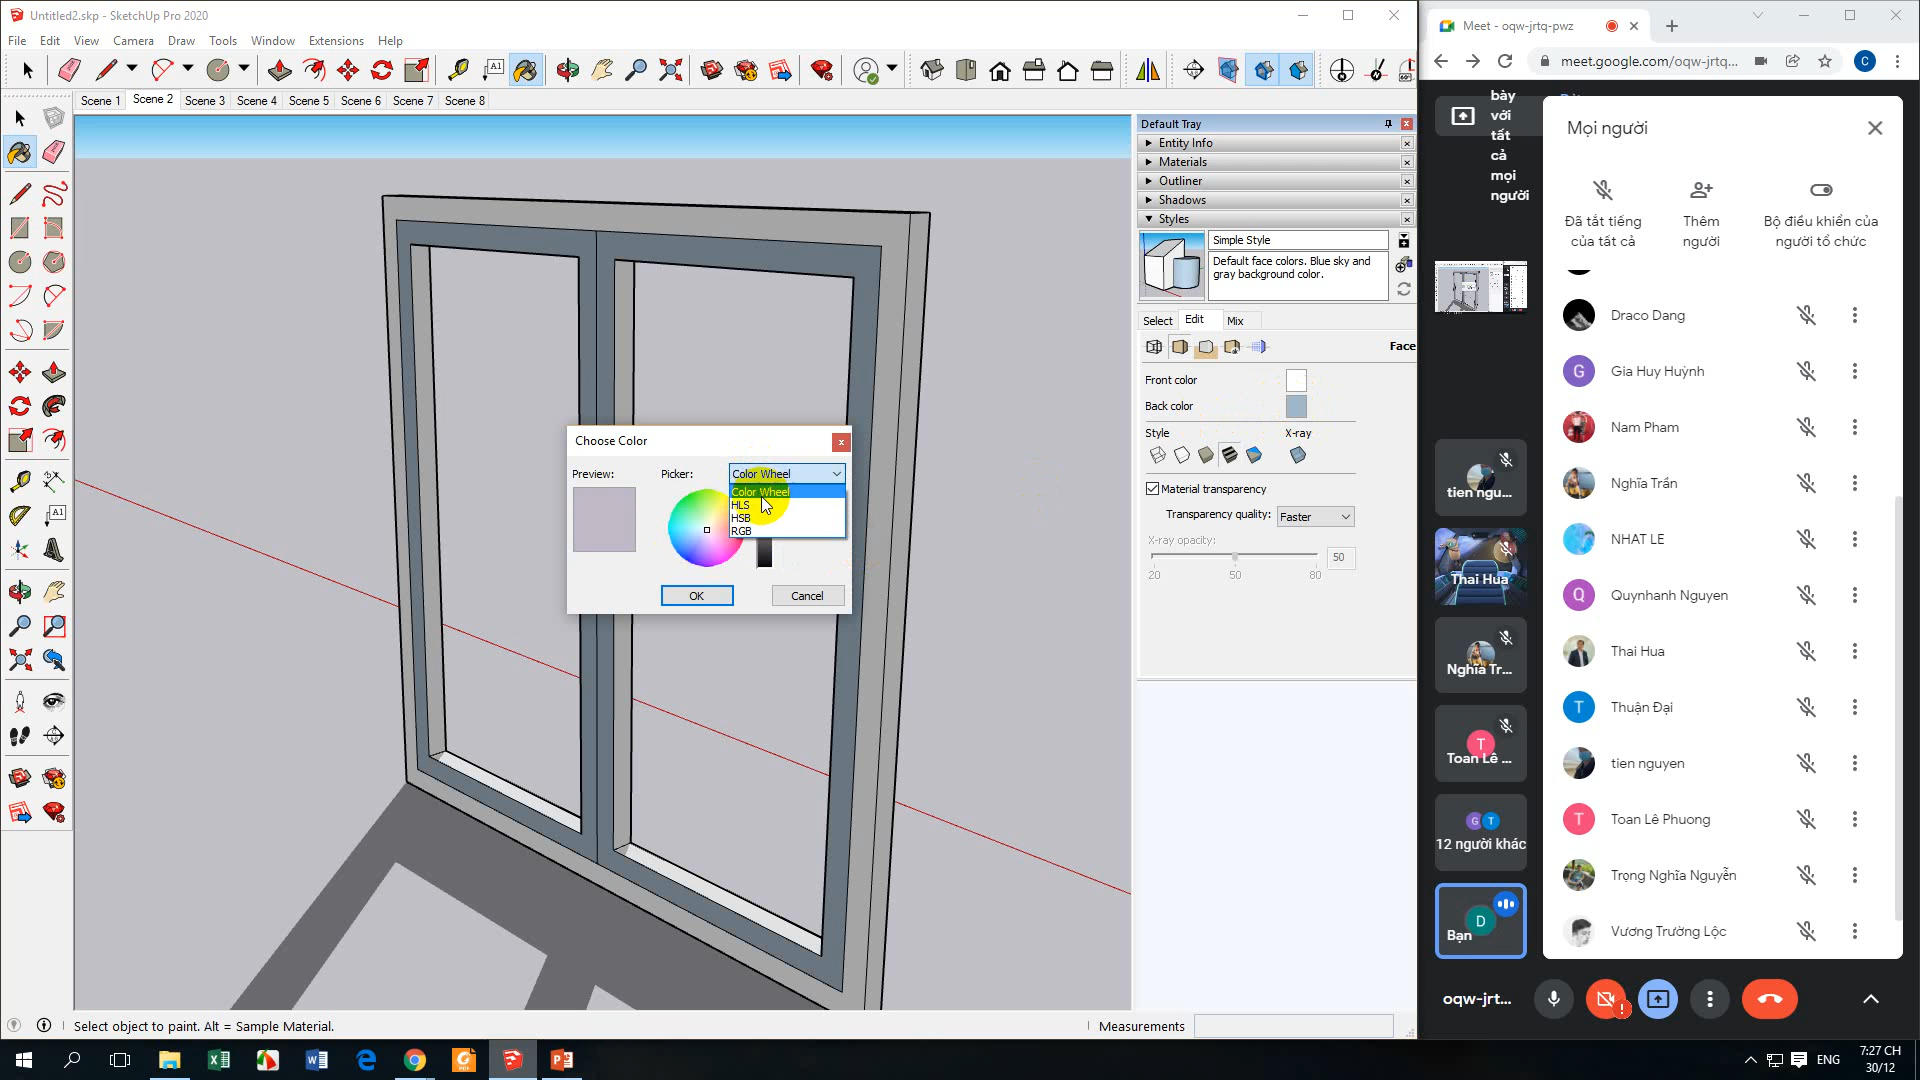 Untitled2.skp - SketchUp Pro 2020
File Edit View Camera Draw Tools Window Extensions Help
Scene 1 Scene 2 Scene 3 Scene 4 Scene 5 Scene 6 Scene 7 Scene 8
Default Tray
Entity Info
Materials
Outliner
Shadows
Styles
Simple Style
Default face colors. Blue sky and
gray background color.
Select Edit Mix
Face
Front color
Back color
Style X-ray
Material transparency
Transparency quality: Faster
X-ray opacity:
50
20 50 80
Choose Color
Preview: Picker: Color Wheel
Color Wheel
HLS
HSB
RGB
OK Cancel
Select object to paint. Alt = Sample Material.
Measurements
Meet - oqw-jrtq-pwz
meet.google.com/oqw-jrtq...
C
bày
với
tất
cả
mọi
người
Mọi người
Đã tắt tiếng
của tất cả
Thêm
người
Bộ điều khiển của
người tổ chức
Draco Dang
G Gia Huy Huỳnh
Nam Pham
Nghĩa Trần
NHAT LE
Q Quynhanh Nguyen
Thai Hua
T Thuận Đại
tien nguyen
T Toan Lê Phuong
Trọng Nghĩa Nguyễn
Vương Trường Lộc
tien ngu...
Thai Hua
Nghĩa Tr...
T
Toan Lê ...
G T
12 người khác
D
Bạn
oqw-jrt...
ENG
7:27 CH
30/12